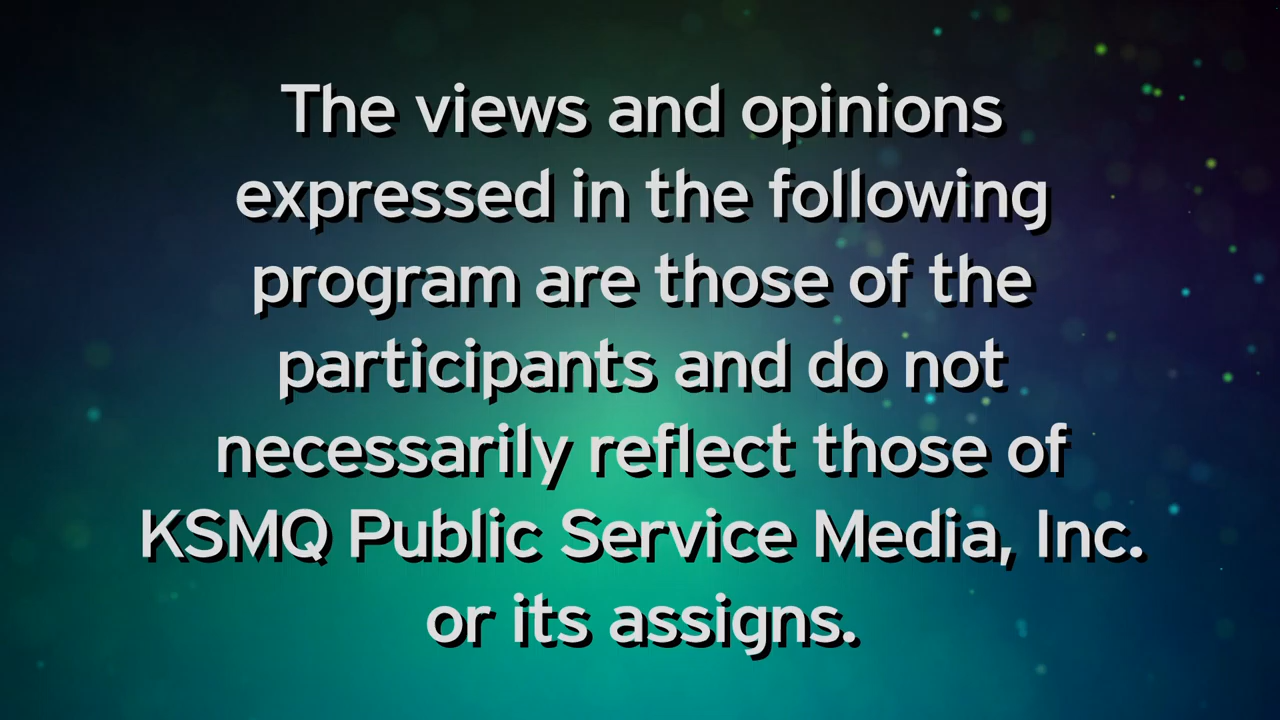 The views and opinions
expressed in the following
program are those of the
participants and do not
necessarily reflect those of
KSMQ Public Service Media, Inc.
or its assigns.